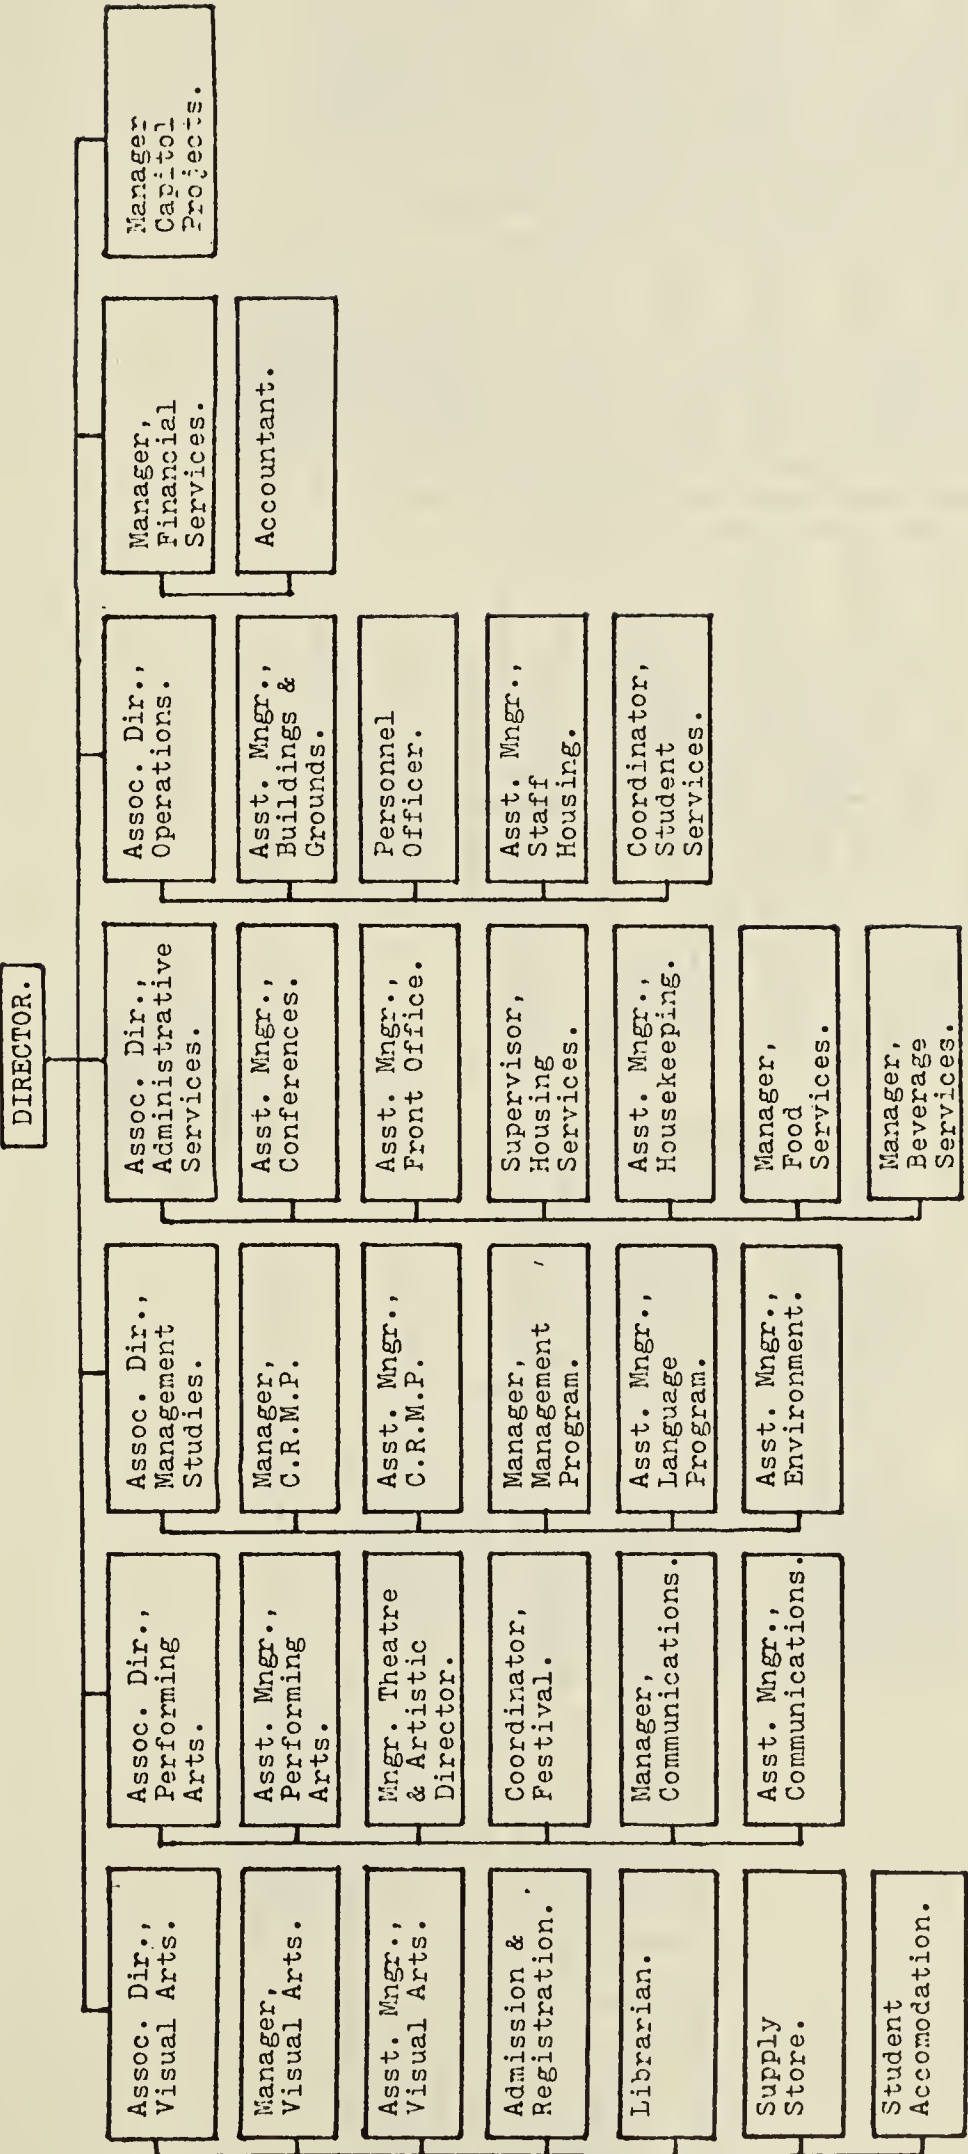 DIRECTOR.
Assoc. Dir.,
Visual Arts.
Manager,
Visual Arts.
Asst. Mngr.,
Visual Arts.
Admission &
Registration.
Librarian.
Supply
Store.
Student
Accomodation.
Assoc. Dir.,
Performing
Arts.
Asst. Mngr.,
Performing
Arts.
Mngr. Theatre
& Artistic
Director.
Coordinator,
Festival.
Manager,
Communications.
Asst. Mngr.,
Communications.
Assoc. Dir.,
Management
Studies.
Manager,
C.R.M.P.
Asst. Mngr.,
C.R.M.P.
Manager,
Management
Program.
Asst. Mngr.,
Language
Program.
Asst. Mngr.,
Environment.
Assoc. Dir.,
Administrative
Services.
Asst. Mngr.,
Conferences.
Asst. Mngr.,
Front Office.
Supervisor,
Housing
Services.
Asst. Mngr.,
Housekeeping.
Manager,
Food
Services.
Manager,
Beverage
Services.
Assoc. Dir.,
Operations.
Asst. Mngr.,
Buildings &
Grounds.
Personnel
Officer.
Asst. Mngr.,
Staff
Housing.
Coordinator,
Student
Services.
Manager,
Financial
Services.
Accountant.
Manager
Capitol
Projects.